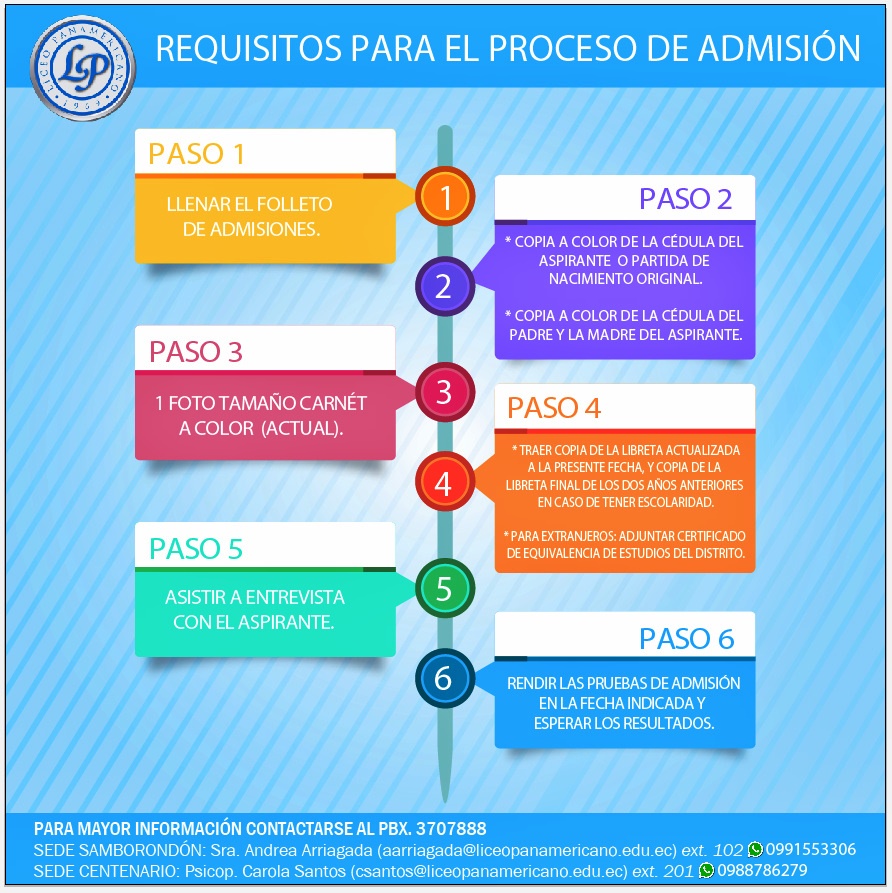 LICEO PANAMERICANO
LP
1957
REQUISITOS PARA EL PROCESO DE ADMISIÓN
PASO 1
LLENAR EL FOLLETO
DE ADMISIONES.
1
PASO 2
* COPIA A COLOR DE LA CÉDULA DEL
ASPIRANTE O PARTIDA DE
NACIMIENTO ORIGINAL.
* COPIA A COLOR DE LA CÉDULA DEL
PADRE Y LA MADRE DEL ASPIRANTE.
2
PASO 3
1 FOTO TAMAÑO CARNÉT
A COLOR (ACTUAL).
3
PASO 4
* TRAER COPIA DE LA LIBRETA ACTUALIZADA
A LA PRESENTE FECHA, Y COPIA DE LA
LIBRETA FINAL DE LOS DOS AÑOS ANTERIORES
EN CASO DE TENER ESCOLARIDAD.
* PARA EXTRANJEROS: ADJUNTAR CERTIFICADO
DE EQUIVALENCIA DE ESTUDIOS DEL DISTRITO.
4
PASO 5
ASISTIR A ENTREVISTA
CON EL ASPIRANTE.
5
PASO 6
RENDIR LAS PRUEBAS DE ADMISIÓN
EN LA FECHA INDICADA Y
ESPERAR LOS RESULTADOS.
6
PARA MAYOR INFORMACIÓN CONTACTARSE AL PBX. 3707888
SEDE SAMBORONDÓN: Sra. Andrea Arriagada (aarriagada@liceopanamericano.edu.ec) ext. 102 0991553306
SEDE CENTENARIO: Psicop. Carola Santos (csantos@liceopanamericano.edu.ec) ext. 201 0988786279